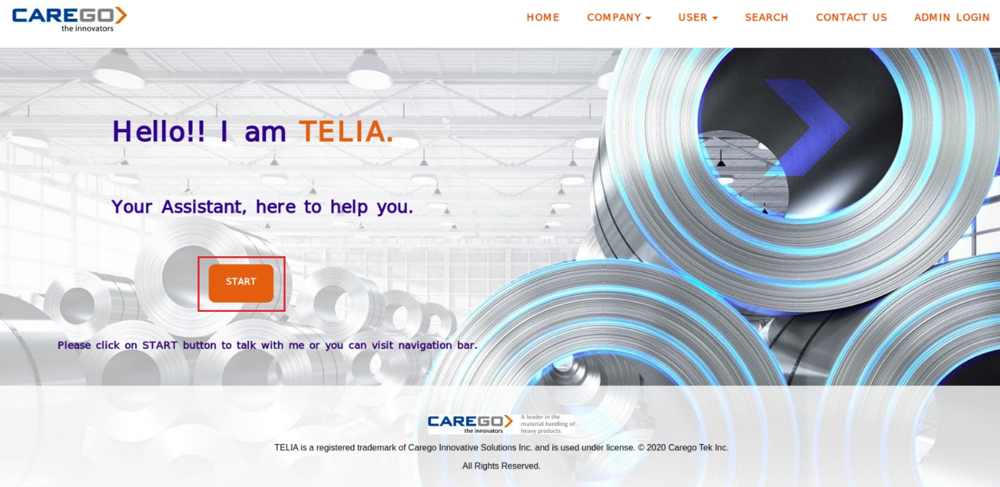 CAREGO
the innovators
HOME COMPANY USER SEARCH CONTACT US ADMIN LOGIN
Hello!! I am TELIA.
Your Assistant, here to help you.
START
Please click on START button to talk with me or you can visit navigation bar.
CAREGO
the innovators
A leader in the
material handling of
heavy products.
TELIA is a registered trademark of Carego Innovative Solutions Inc. and is used under license. © 2020 Carego Tek Inc.
All Rights Reserved.